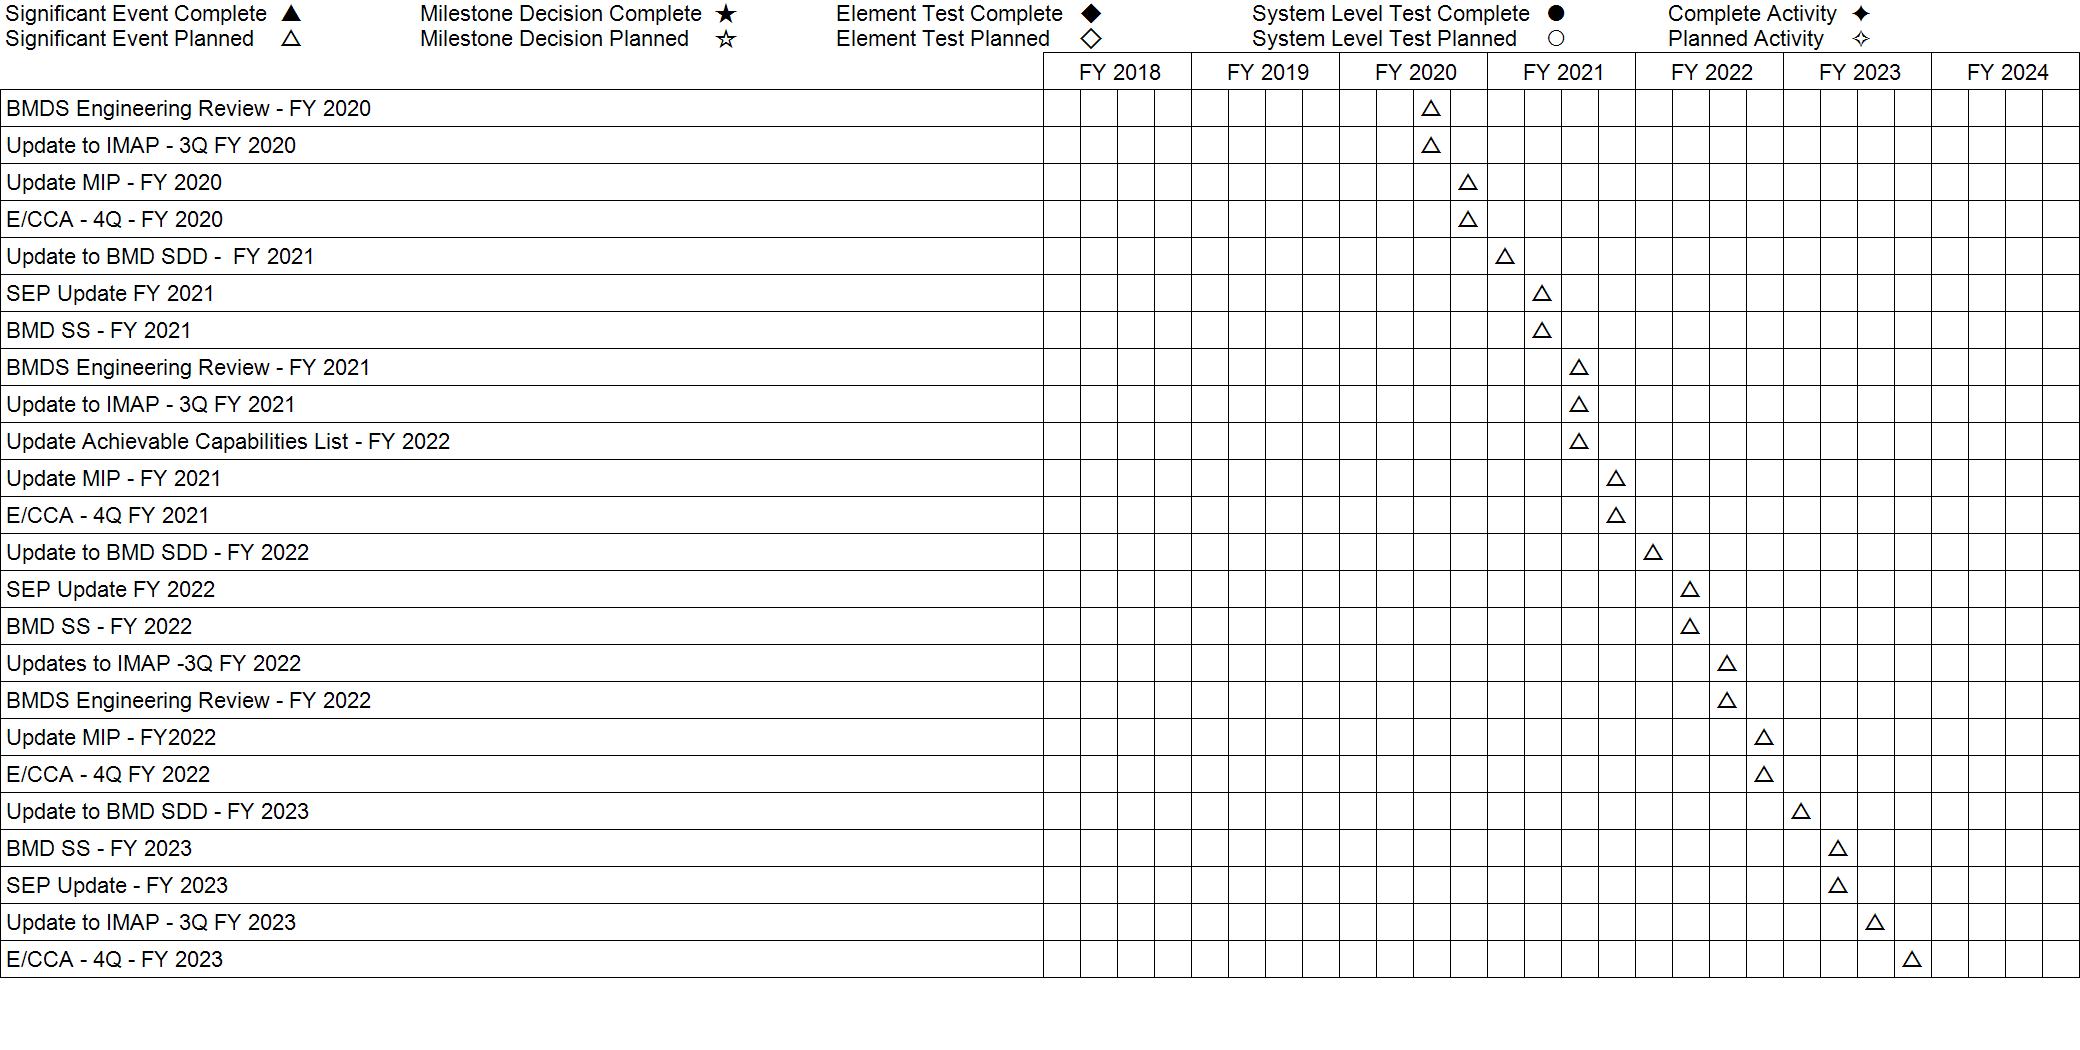 Significant Event Complete ▲ Milestone Decision Complete ★ Element Test Complete ◆ System Level Test Complete ● Complete Activity ✦
Significant Event Planned △ Milestone Decision Planned ☆ Element Test Planned ◇ System Level Test Planned ○ Planned Activity ✧
FY 2018 FY 2019 FY 2020 FY 2021 FY 2022 FY 2023 FY 2024
BMDS Engineering Review - FY 2020 △
Update to IMAP - 3Q FY 2020 △
Update MIP - FY 2020 △
E/CCA - 4Q - FY 2020 △
Update to BMD SDD -  FY 2021 △
SEP Update FY 2021 △
BMD SS - FY 2021 △
BMDS Engineering Review - FY 2021 △
Update to IMAP - 3Q FY 2021 △
Update Achievable Capabilities List - FY 2022 △
Update MIP - FY 2021 △
E/CCA - 4Q FY 2021 △
Update to BMD SDD - FY 2022 △
SEP Update FY 2022 △
BMD SS - FY 2022 △
Updates to IMAP -3Q FY 2022 △
BMDS Engineering Review - FY 2022 △
Update MIP - FY2022 △
E/CCA - 4Q FY 2022 △
Update to BMD SDD - FY 2023 △
BMD SS - FY 2023 △
SEP Update - FY 2023 △
Update to IMAP - 3Q FY 2023 △
E/CCA - 4Q - FY 2023 △